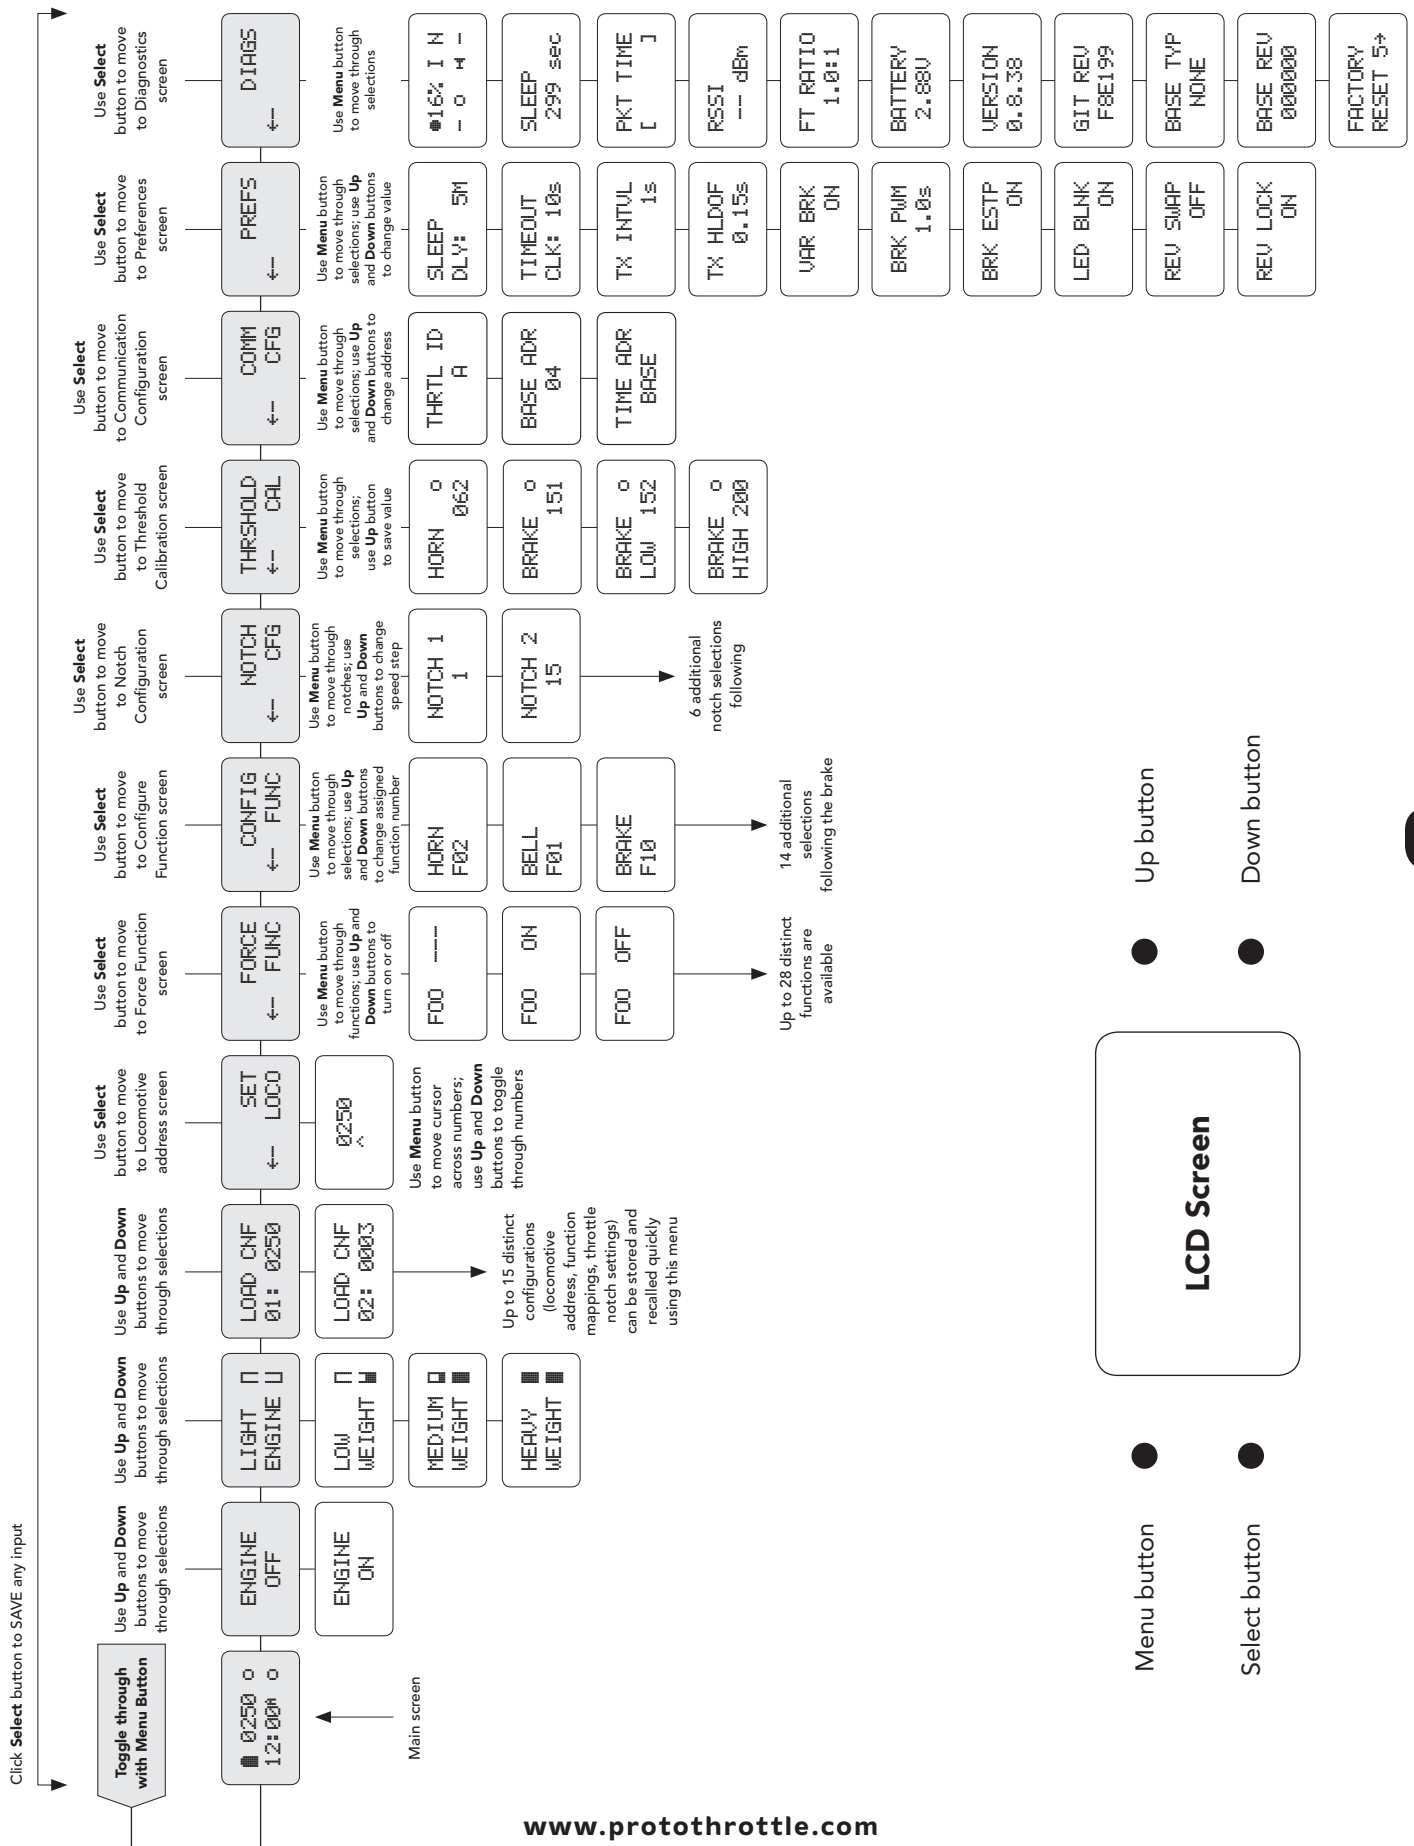 Click Select button to SAVE any input
Toggle through
with Menu Button
0250 o
12:00ᴬ o
Main screen
Use Up and Down
buttons to move
through selections
ENGINE
OFF
ENGINE
ON
Use Up and Down
buttons to move
through selections
LIGHT
ENGINE
LOW
WEIGHT
MEDIUM
WEIGHT
HEAVY
WEIGHT
Use Up and Down
buttons to move
through selections
LOAD CNF
01: 0250
LOAD CNF
02: 0003
Up to 15 distinct
configurations
(locomotive
address, function
mappings, throttle
notch settings)
can be stored and
recalled quickly
using this menu
Use Select
button to move
to Locomotive
address screen
SET
←- LOCO
0250
^
Use Menu button
to move cursor
across numbers;
use Up and Down
buttons to toggle
through numbers
Use Select
button to move
to Force Function
screen
FORCE
←- FUNC
Use Menu button
to move through
functions; use Up and
Down buttons to
turn on or off
FOO ---
FOO ON
FOO OFF
Up to 28 distinct
functions are
available
Use Select
button to move
to Configure
Function screen
CONFIG
←- FUNC
Use Menu button
to move through
selections; use Up
and Down buttons
to change assigned
function number
HORN
F02
BELL
F01
BRAKE
F10
14 additional
selections
following the brake
Use Select
button to move
to Notch
Configuration
screen
NOTCH
←- CFG
Use Menu button
to move through
notches; use
Up and Down
buttons to change
speed step
NOTCH 1
1
NOTCH 2
15
6 additional
notch selections
following
Use Select
button to move
to Threshold
Calibration screen
THRSHOLD
←- CAL
Use Menu button
to move through
selections;
use Up button
to save value
HORN o
062
BRAKE o
151
BRAKE o
LOW 152
BRAKE o
HIGH 200
Use Select
button to move
to Communication
Configuration
screen
COMM
←- CFG
Use Menu button
to move through
selections; use Up
and Down buttons to
change address
THRTL ID
A
BASE ADR
04
TIME ADR
BASE
Use Select
button to move
to Preferences
screen
PREFS
←-
Use Menu button
to move through
selections; use Up
and Down buttons
to change value
SLEEP
DLY: 5M
TIMEOUT
CLK: 10s
TX INTVL
1s
TX HLDOF
0.15s
VAR BRK
ON
BRK PWM
1.0s
BRK ESTP
ON
LED BLNK
ON
REV SWAP
OFF
REV LOCK
ON
Use Select
button to move
to Diagnostics
screen
DIAGS
←-
Use Menu button
to move through
selections
16% I N
- o -
SLEEP
299 sec
PKT TIME
[ ]
RSSI
-- dBm
FT RATIO
1.0:1
BATTERY
2.88V
VERSION
0.8.38
GIT REV
F8E199
BASE TYP
NONE
BASE REV
000000
FACTORY
RESET 5→
Menu button
Select button
LCD Screen
Up button
Down button
www.protothrottle.com